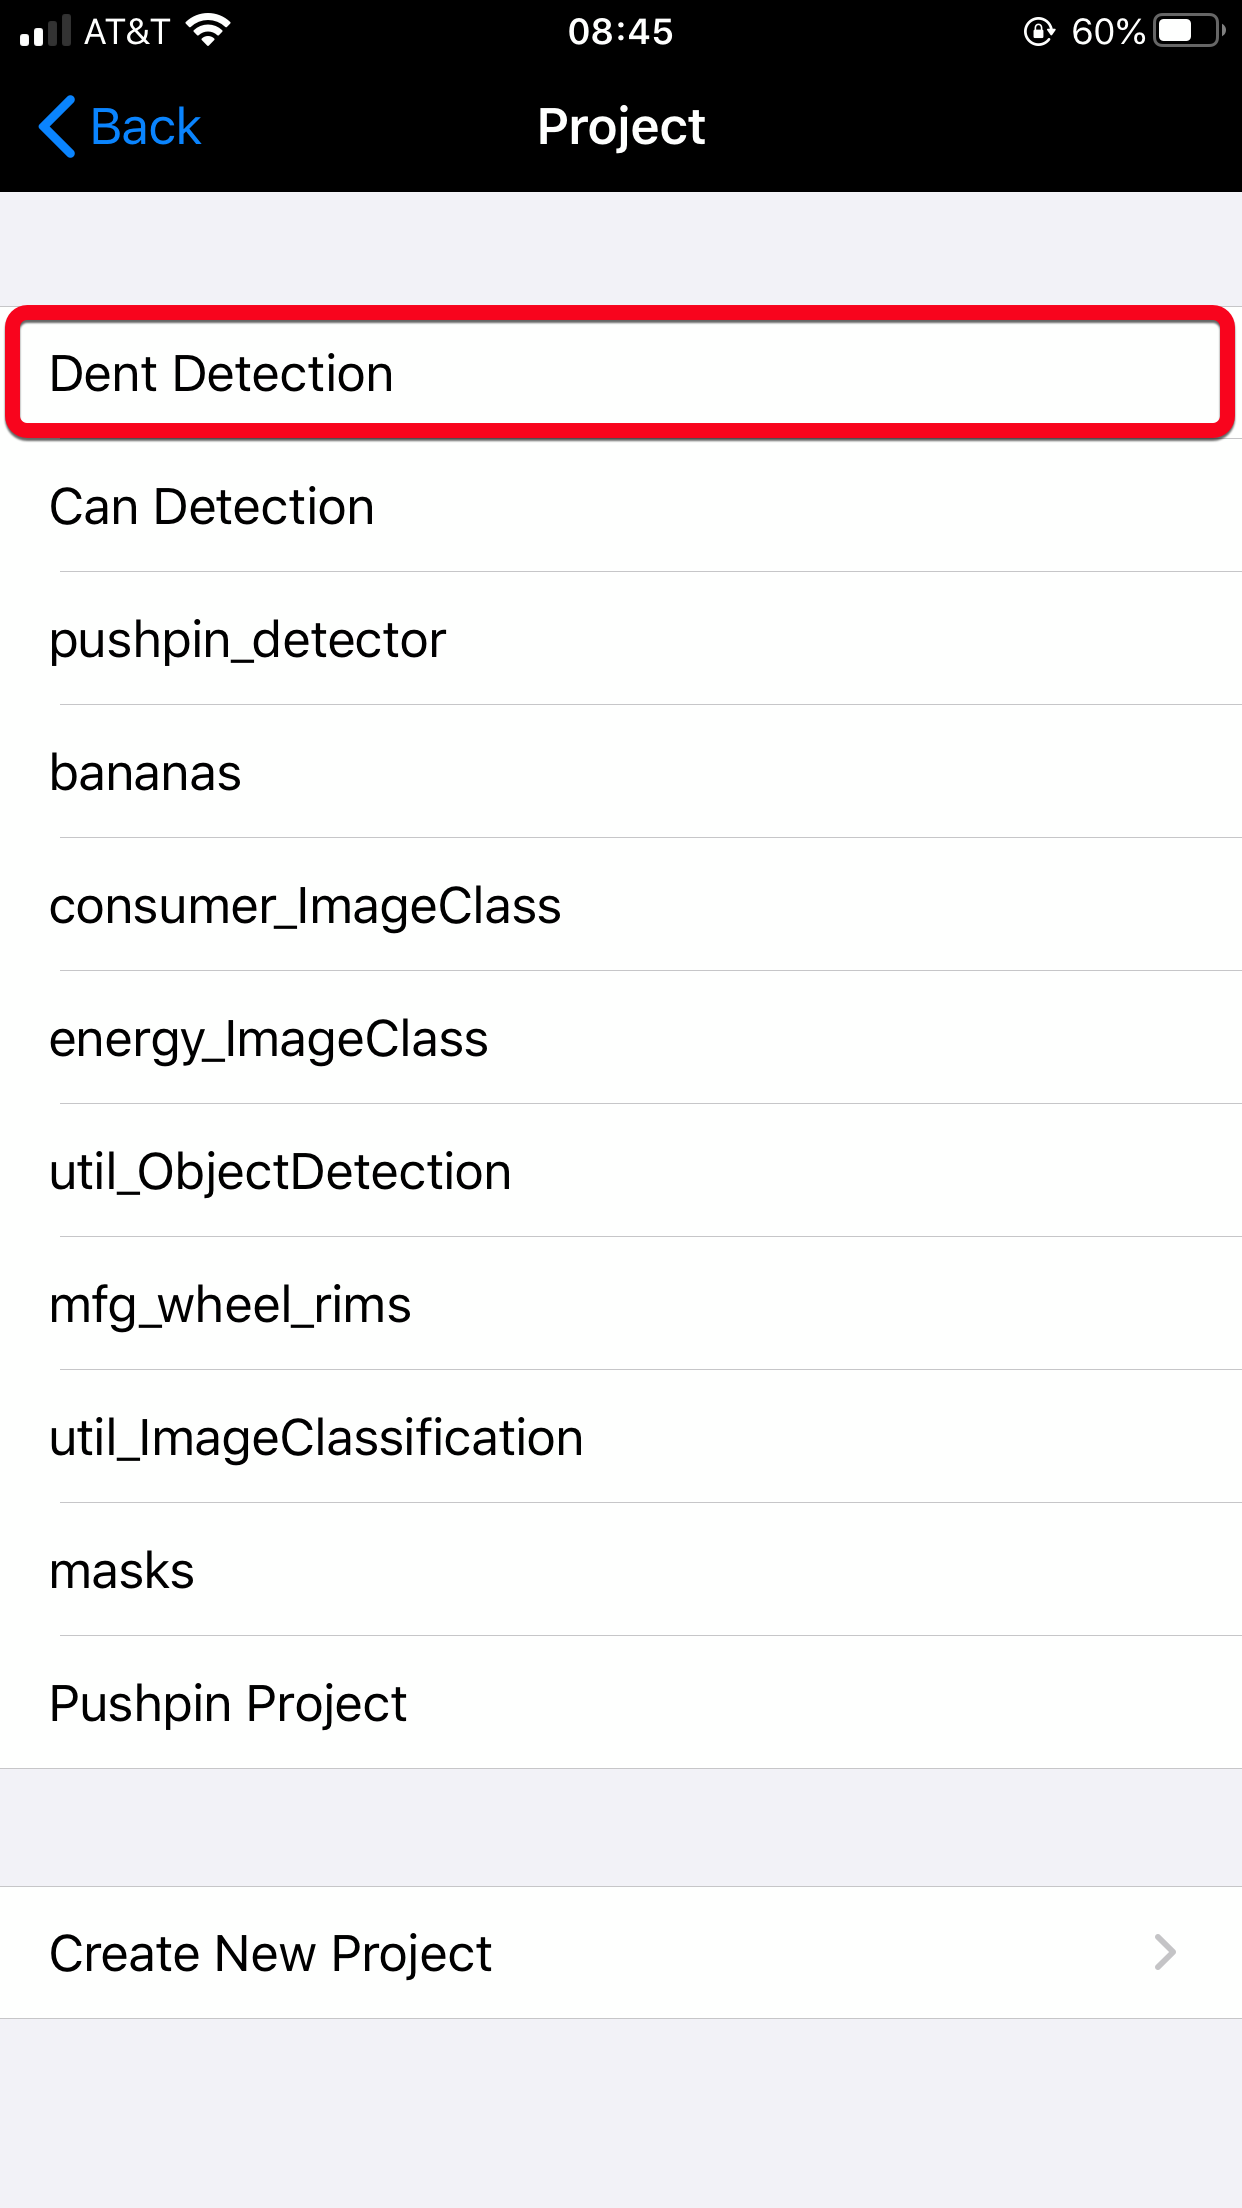 AT&T 08:45 60%
Back Project
Dent Detection
Can Detection
pushpin_detector
bananas
consumer_ImageClass
energy_ImageClass
util_ObjectDetection
mfg_wheel_rims
util_ImageClassification
masks
Pushpin Project
Create New Project